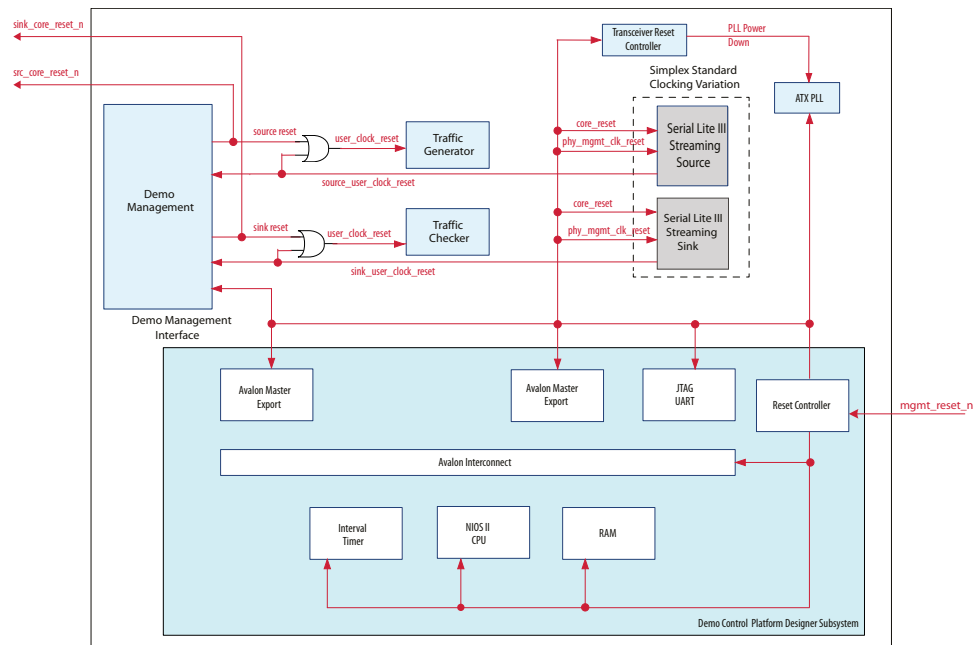 sink_core_reset_n
src_core_reset_n
Transceiver Reset
Controller
PLL Power
Down
ATX PLL
Simplex Standard
Clocking Variation
source reset
user_clock_reset
Traffic
Generator
core_reset
phy_mgmt_clk_reset
Serial Lite III
Streaming
Source
source_user_clock_reset
Demo
Management
sink reset
user_clock_reset
Traffic
Checker
core_reset
phy_mgmt_clk_reset
Serial Lite III
Streaming
Sink
sink_user_clock_reset
Demo Management
Interface
Avalon Master
Export
Avalon Master
Export
JTAG
UART
Reset Controller
mgmt_reset_n
Avalon Interconnect
Interval
Timer
NIOS II
CPU
RAM
Demo Control Platform Designer Subsystem